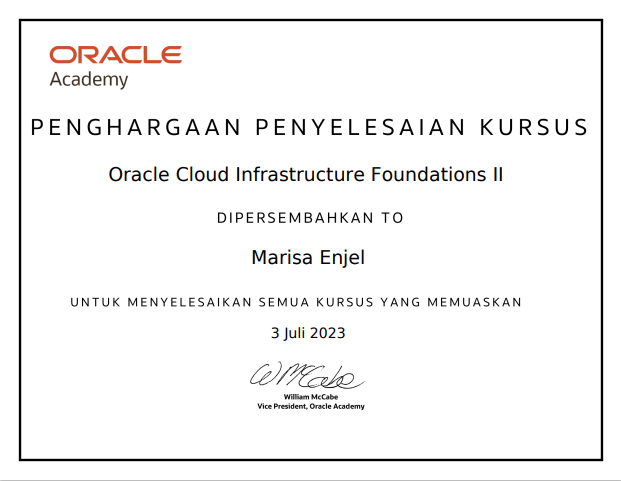 ORACLE
Academy
PENGHARGAAN PENYELESAIAN KURSUS
Oracle Cloud Infrastructure Foundations II
DIPERSEMBAHKAN TO
Marisa Enjel
UNTUK MENYELESAIKAN SEMUA KURSUS YANG MEMUASKAN
3 Juli 2023
WMcCabe
William McCabe
Vice President, Oracle Academy